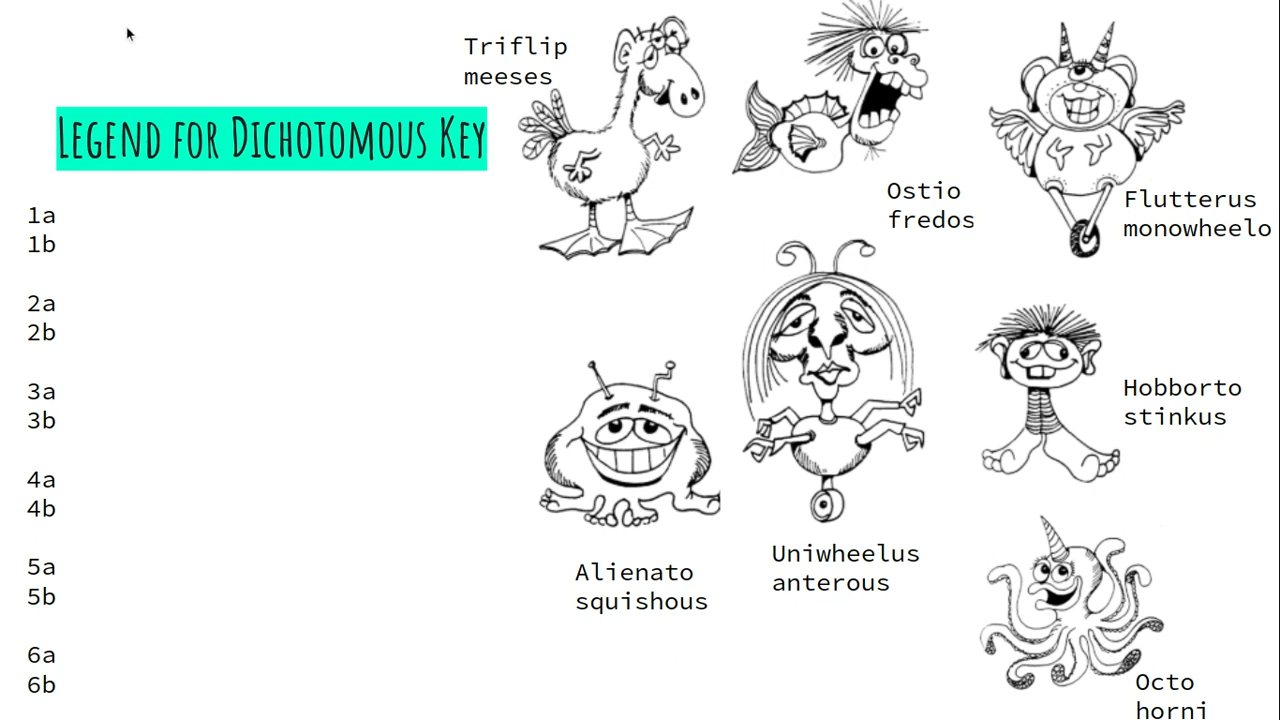 Legend for Dichotomous Key
1a
1b
2a
2b
3a
3b
4a
4b
5a
5b
6a
6b
Triflip
meeses
Ostio
fredos
Flutterus
monowheelo
Hobborto
stinkus
Alienato
squishous
Uniwheelus
anterous
Octo
horni